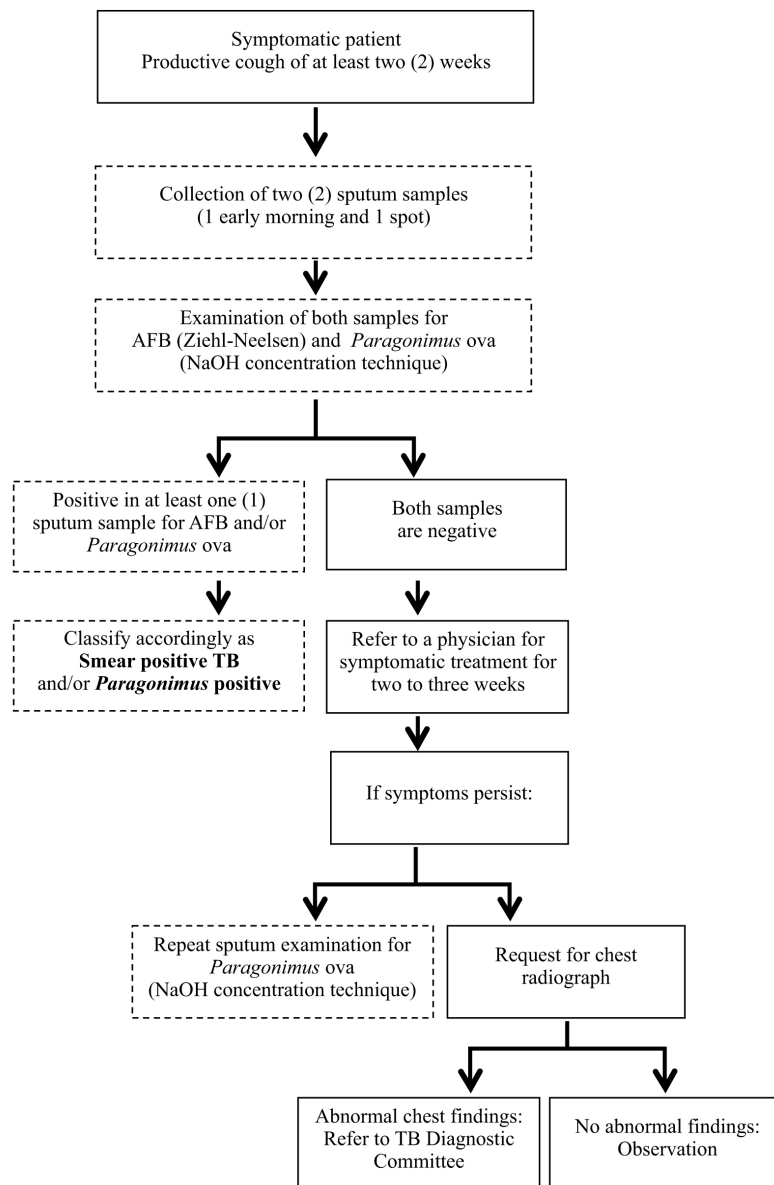 Symptomatic patient
Productive cough of at least two (2) weeks
Collection of two (2) sputum samples
(1 early morning and 1 spot)
Examination of both samples for
AFB (Ziehl-Neelsen) and Paragonimus ova
(NaOH concentration technique)
Positive in at least one (1)
sputum sample for AFB and/or
Paragonimus ova
Both samples
are negative
Classify accordingly as
Smear positive TB
and/or Paragonimus positive
Refer to a physician for
symptomatic treatment for
two to three weeks
If symptoms persist:
Repeat sputum examination for
Paragonimus ova
(NaOH concentration technique)
Request for chest
radiograph
Abnormal chest findings:
Refer to TB Diagnostic
Committee
No abnormal findings:
Observation